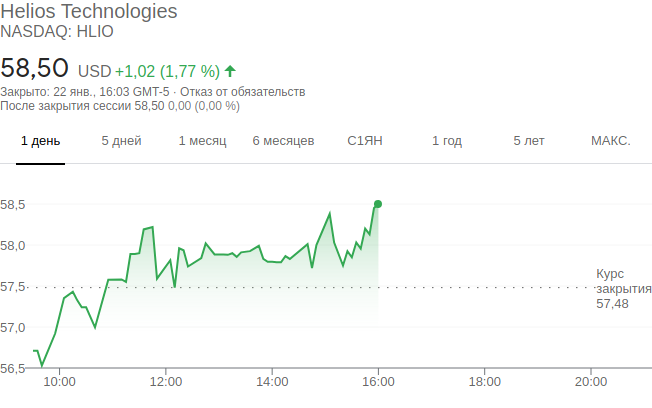 Helios Technologies
NASDAQ: HLIO
58,50 USD +1,02 (1,77 %)
Закрыто: 22 янв., 16:03 GMT-5 · Отказ от обязательств
После закрытия сессии 58,50 0,00 (0,00 %)
1 день 5 дней 1 месяц 6 месяцев С1ЯН 1 год 5 лет МАКС.
58,5
58,0
57,5
57,0
56,5
Курс
закрытия
57,48
10:00 12:00 14:00 16:00 18:00 20:00